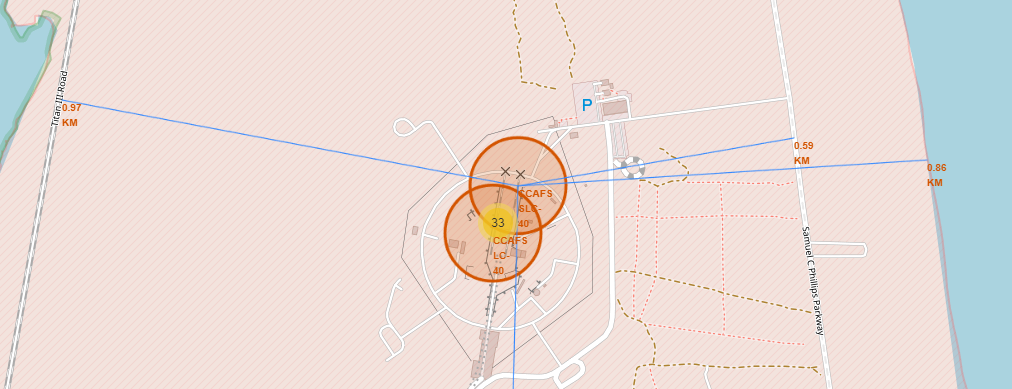 Titan III Road
0.97
KM
P
0.59
KM
0.86
KM
CCAFS
SLC-
40
33
CCAFS
LC-
40
Samuel C Phillips Parkway